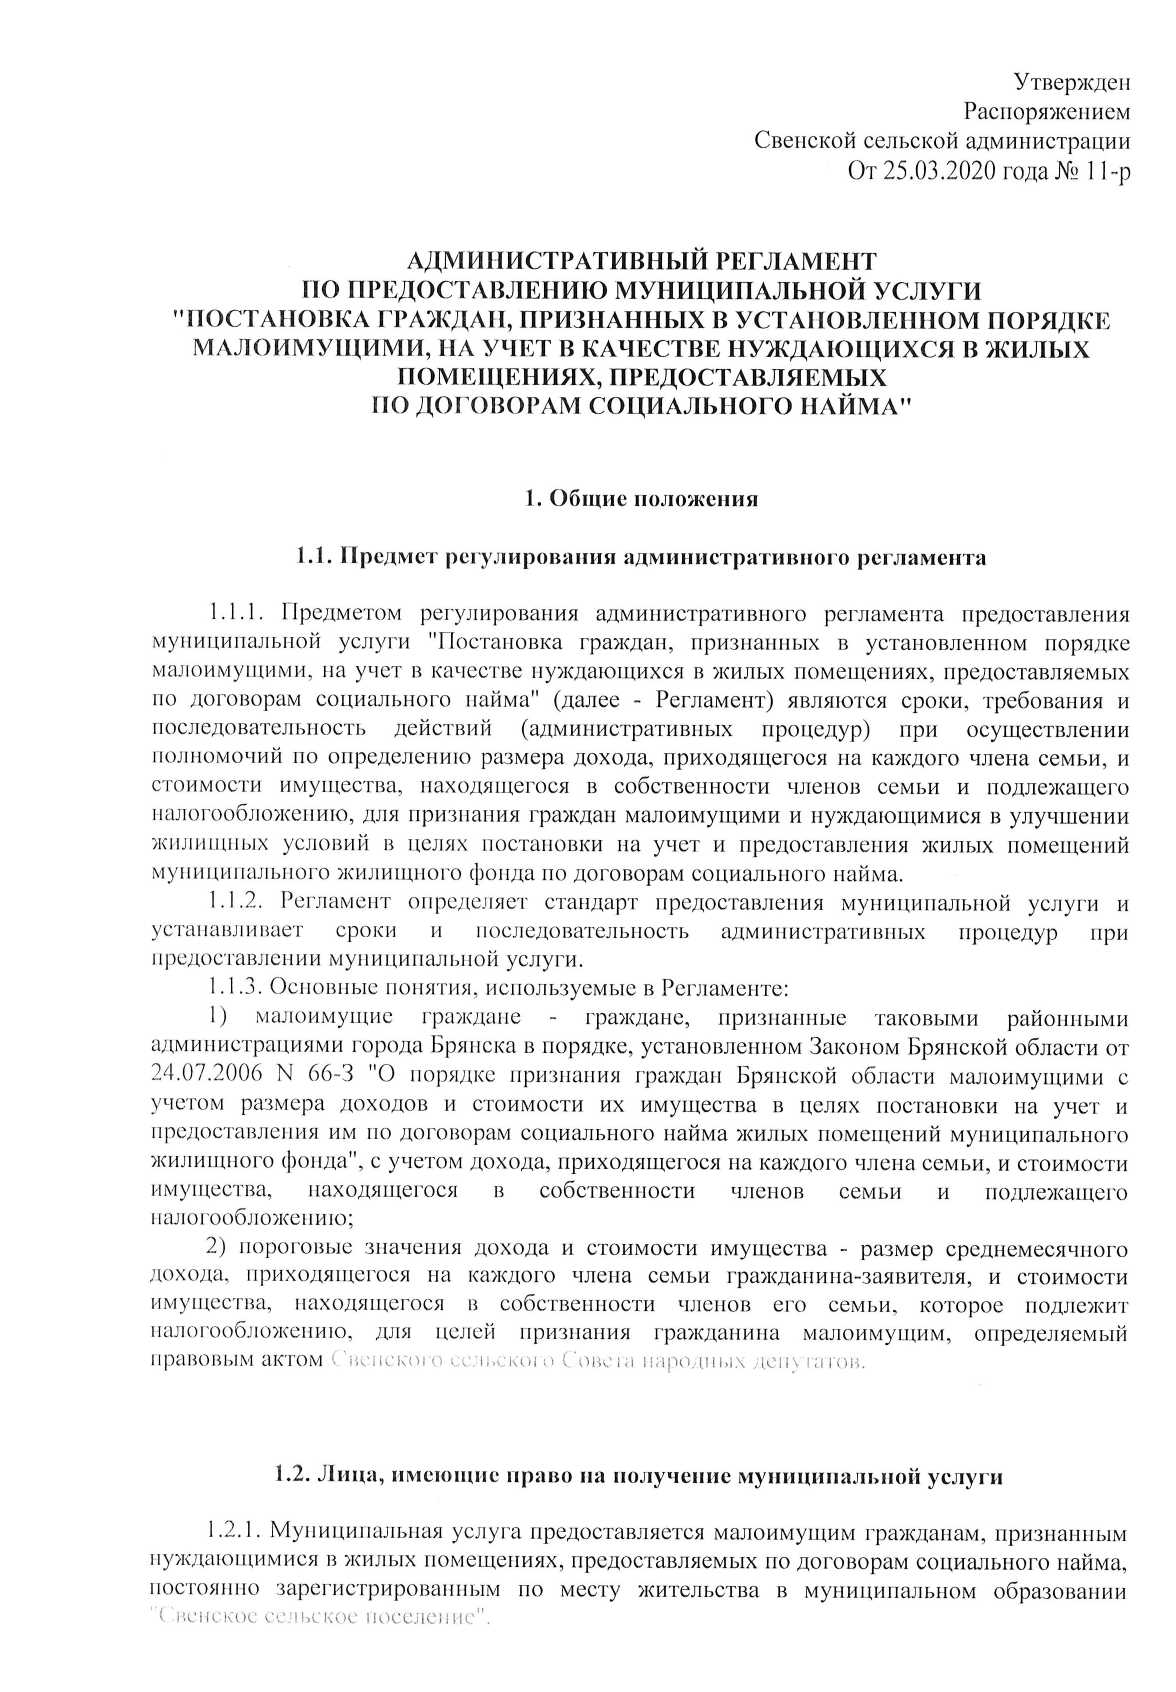 Утвержден
Распоряжением
Свенской сельской администрации
От 25.03.2020 года № 11-р
АДМИНИСТРАТИВНЫЙ РЕГЛАМЕНТ
ПО ПРЕДОСТАВЛЕНИЮ МУНИЦИПАЛЬНОЙ УСЛУГИ
"ПОСТАНОВКА ГРАЖДАН, ПРИЗНАННЫХ В УСТАНОВЛЕННОМ ПОРЯДКЕ
МАЛОИМУЩИМИ, НА УЧЕТ В КАЧЕСТВЕ НУЖДАЮЩИХСЯ В ЖИЛЫХ
ПОМЕЩЕНИЯХ, ПРЕДОСТАВЛЯЕМЫХ
ПО ДОГОВОРАМ СОЦИАЛЬНОГО НАЙМА"
1. Общие положения
1.1. Предмет регулирования административного регламента
1.1.1. Предметом регулирования административного регламента предоставления
муниципальной услуги "Постановка граждан, признанных в установленном порядке
малоимущими, на учет в качестве нуждающихся в жилых помещениях, предоставляемых
по договорам социального найма" (далее - Регламент) являются сроки, требования и
последовательность действий (административных процедур) при осуществлении
полномочий по определению размера дохода, приходящегося на каждого члена семьи, и
стоимости имущества, находящегося в собственности членов семьи и подлежащего
налогообложению, для признания граждан малоимущими и нуждающимися в улучшении
жилищных условий в целях постановки на учет и предоставления жилых помещений
муниципального жилищного фонда по договорам социального найма.
1.1.2. Регламент определяет стандарт предоставления муниципальной услуги и
устанавливает сроки и последовательность административных процедур при
предоставлении муниципальной услуги.
1.1.3. Основные понятия, используемые в Регламенте:
1) малоимущие граждане - граждане, признанные таковыми районными
администрациями города Брянска в порядке, установленном Законом Брянской области от
24.07.2006 N 66-З "О порядке признания граждан Брянской области малоимущими с
учетом размера доходов и стоимости их имущества в целях постановки на учет и
предоставления им по договорам социального найма жилых помещений муниципального
жилищного фонда", с учетом дохода, приходящегося на каждого члена семьи, и стоимости
имущества, находящегося в собственности членов семьи и подлежащего
налогообложению;
2) пороговые значения дохода и стоимости имущества - размер среднемесячного
дохода, приходящегося на каждого члена семьи гражданина-заявителя, и стоимости
имущества, находящегося в собственности членов его семьи, которое подлежит
налогообложению, для целей признания гражданина малоимущим, определяемый
правовым актом Свенского сельского Совета народных депутатов.
1.2. Лица, имеющие право на получение муниципальной услуги
1.2.1. Муниципальная услуга предоставляется малоимущим гражданам, признанным
нуждающимися в жилых помещениях, предоставляемых по договорам социального найма,
постоянно зарегистрированным по месту жительства в муниципальном образовании
"Свенское сельское поселение".